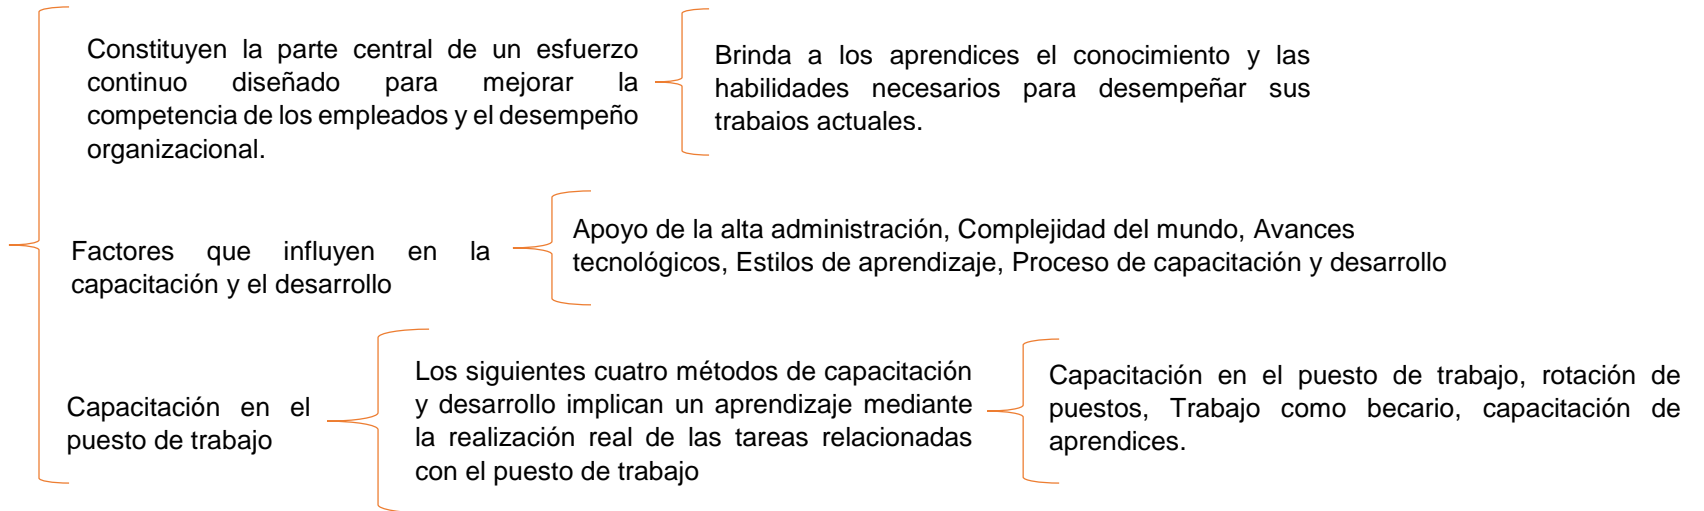 Constituyen la parte central de un esfuerzo
continuo diseñado para mejorar la
competencia de los empleados y el desempeño
organizacional.
Brinda a los aprendices el conocimiento y las
habilidades necesarios para desempeñar sus
trabajos actuales.
Factores que influyen en la
capacitación y el desarrollo
Apoyo de la alta administración, Complejidad del mundo, Avances
tecnológicos, Estilos de aprendizaje, Proceso de capacitación y desarrollo
Capacitación en el
puesto de trabajo
Los siguientes cuatro métodos de capacitación
y desarrollo implican un aprendizaje mediante
la realización real de las tareas relacionadas
con el puesto de trabajo
Capacitación en el puesto de trabajo, rotación de
puestos, Trabajo como becario, capacitación de
aprendices.